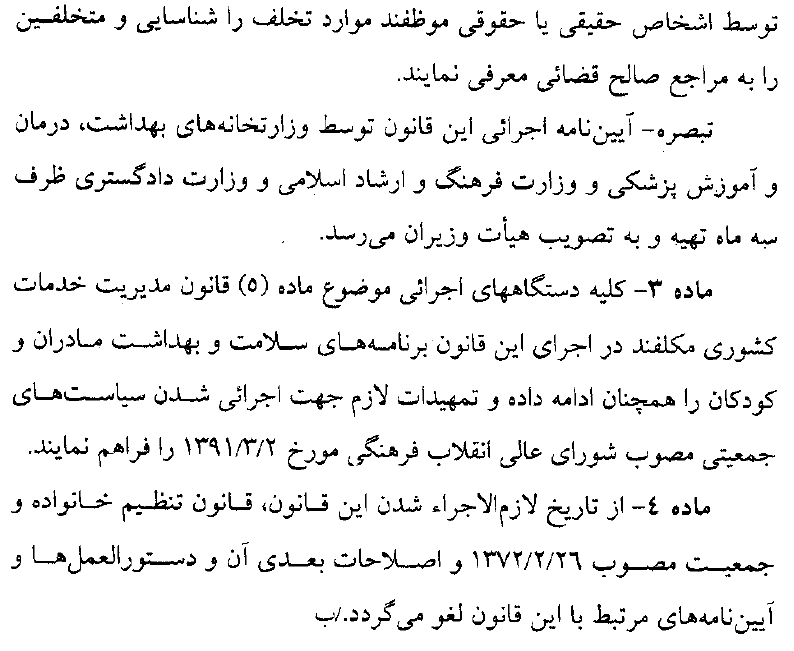 توسط اشخاص حقیقی یا حقوقی موظفند موارد تخلف را شناسایی و متخلفین
را به مراجع صالح قضائی معرفی نمایند.
تبصره- آیین‌نامه اجرائی این قانون توسط وزارتخانه‌های بهداشت، درمان
و آموزش پزشکی و وزارت فرهنگ و ارشاد اسلامی و وزارت دادگستری ظرف
سه ماه تهیه و به تصویب هیأت وزیران می‌رسد.
ماده ۳- کلیه دستگاههای اجرائی موضوع ماده (۵) قانون مدیریت خدمات
کشوری مکلفند در اجرای این قانون برنامه‌های سلامت و بهداشت مادران و
کودکان را همچنان ادامه داده و تمهیدات لازم جهت اجرائی شدن سیاست‌های
جمعیتی مصوب شورای عالی انقلاب فرهنگی مورخ ۱۳۹۱/۳/۲ را فراهم نمایند.
ماده ۴- از تاریخ لازم‌الاجراء شدن این قانون، قانون تنظیم خانواده و
جمعیت مصوب ۱۳۷۲/۲/۲۶ و اصلاحات بعدی آن و دستورالعمل‌ها و
آیین‌نامه‌های مرتبط با این قانون لغو می‌گردد./ب